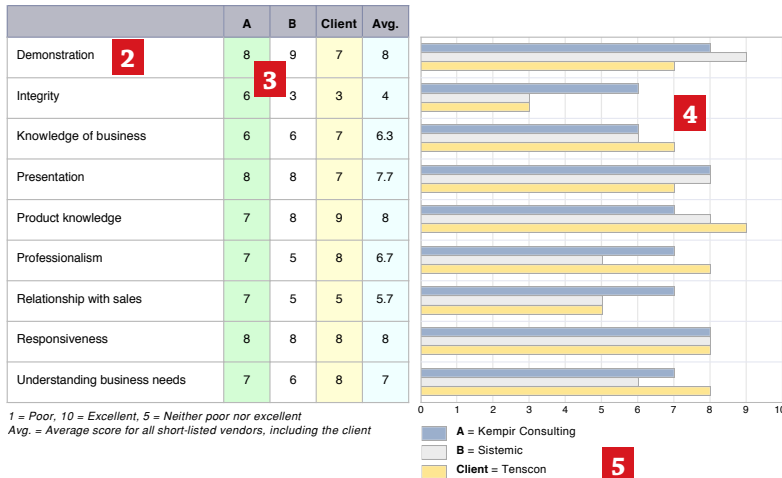 A B Client Avg.
Demonstration 2 8 9 7 8
3
Integrity 6 3 3 4
4
Knowledge of business 6 6 7 6.3
Presentation 8 8 7 7.7
Product knowledge 7 8 9 8
Professionalism 7 5 8 6.7
Relationship with sales 7 5 5 5.7
Responsiveness 8 8 8 8
Understanding business needs 7 6 8 7
0 1 2 3 4 5 6 7 8 9 10
1 = Poor, 10 = Excellent, 5 = Neither poor nor excellent
Avg. = Average score for all short-listed vendors, including the client
A = Kempir Consulting
B = Sistemic
Client = Tenscon
5